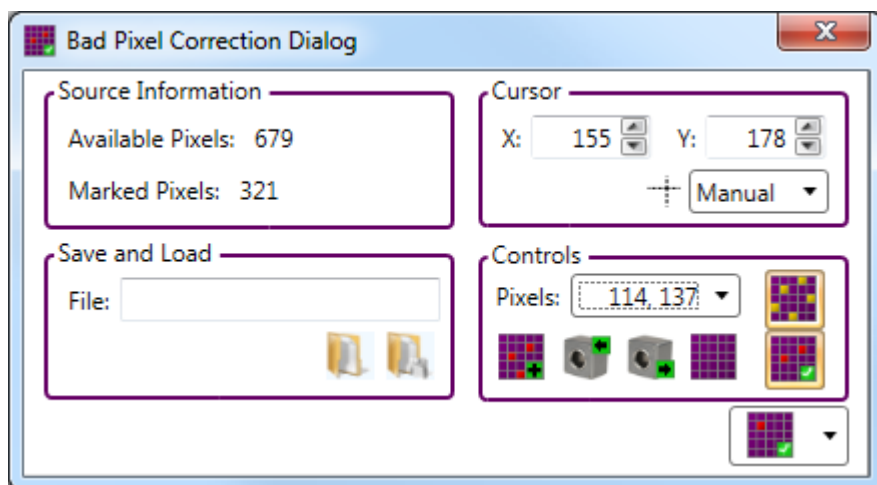 Bad Pixel Correction Dialog
Source Information
Available Pixels: 679
Marked Pixels: 321
Cursor
X: 155 Y: 178
Manual
Save and Load
File:
Controls
Pixels: 114, 137